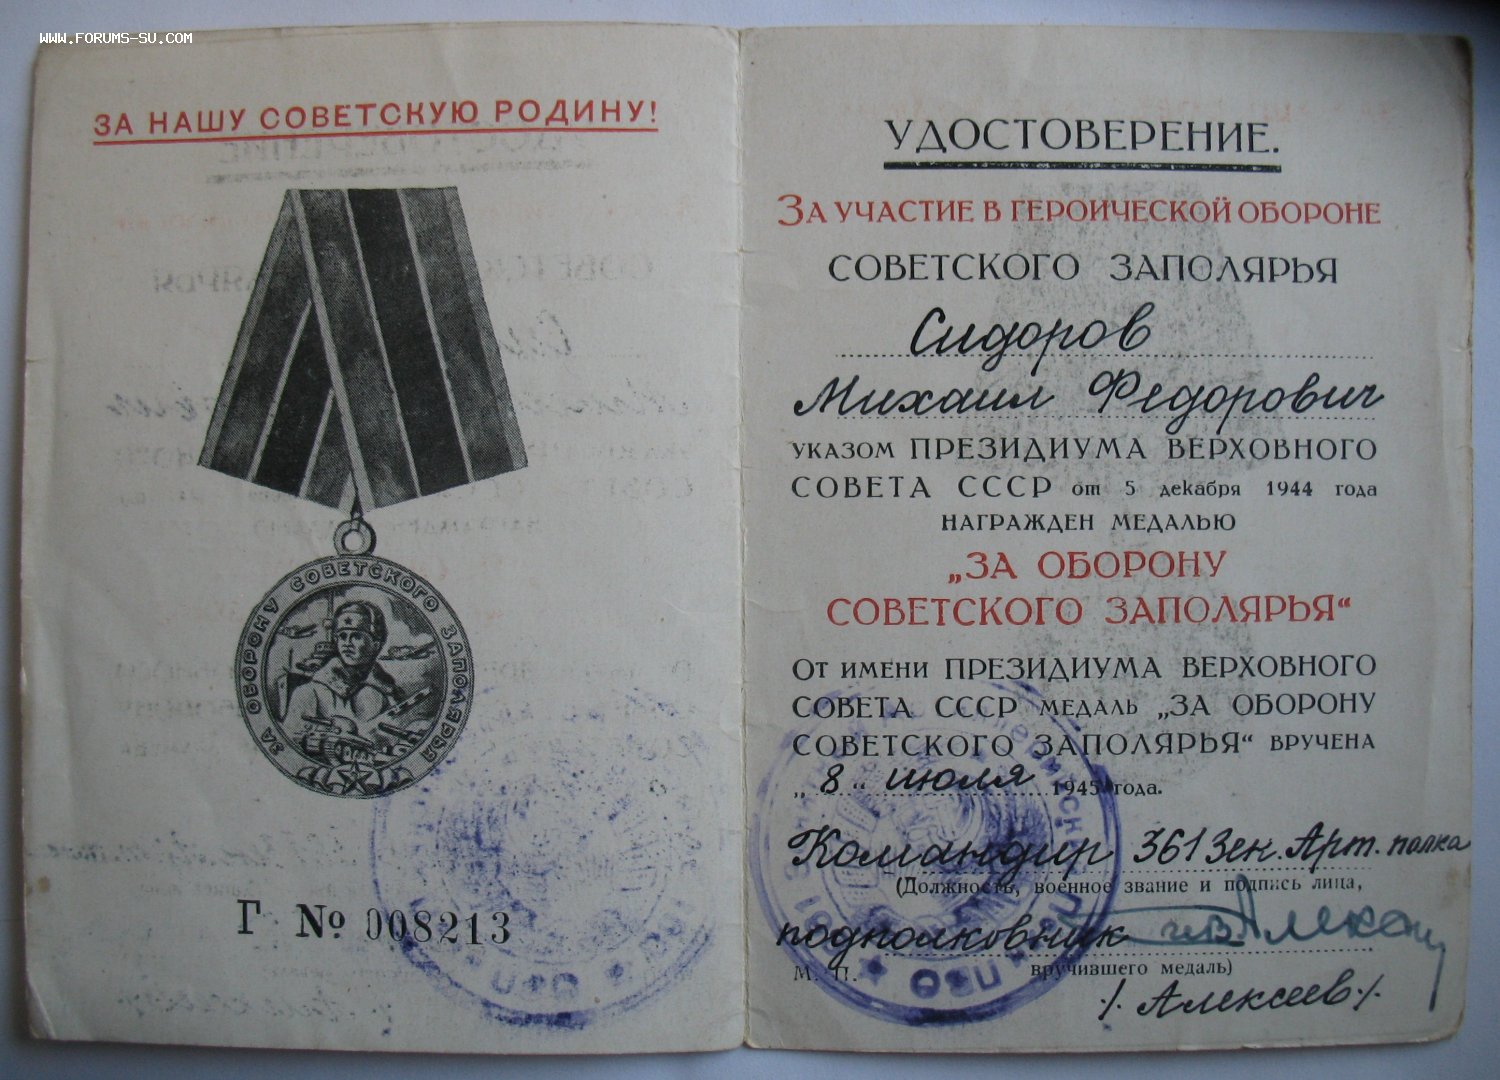 WWW.FORUMS-SU.COM
ЗА НАШУ СОВЕТСКУЮ РОДИНУ!
ЗА ОБОРОНУ СОВЕТСКОГО ЗАПОЛЯРЬЯ
Г № 008213
УДОСТОВЕРЕНИЕ.
ЗА УЧАСТИЕ В ГЕРОИЧЕСКОЙ ОБОРОНЕ
СОВЕТСКОГО ЗАПОЛЯРЬЯ
Сидоров
Михаил Федорович
УКАЗОМ ПРЕЗИДИУМА ВЕРХОВНОГО
СОВЕТА СССР от 5 декабря 1944 года
НАГРАЖДЕН МЕДАЛЬЮ
„ЗА ОБОРОНУ
СОВЕТСКОГО ЗАПОЛЯРЬЯ“
ОТ ИМЕНИ ПРЕЗИДИУМА ВЕРХОВНОГО
СОВЕТА СССР МЕДАЛЬ „ЗА ОБОРОНУ
СОВЕТСКОГО ЗАПОЛЯРЬЯ“ ВРУЧЕНА
„8“ июля 1945 года.
Командир 361 Зен. Арт. полка
(Должность, военное звание и подпись лица,
подполковник
М. П. вручившего медаль)
/Алексеев/